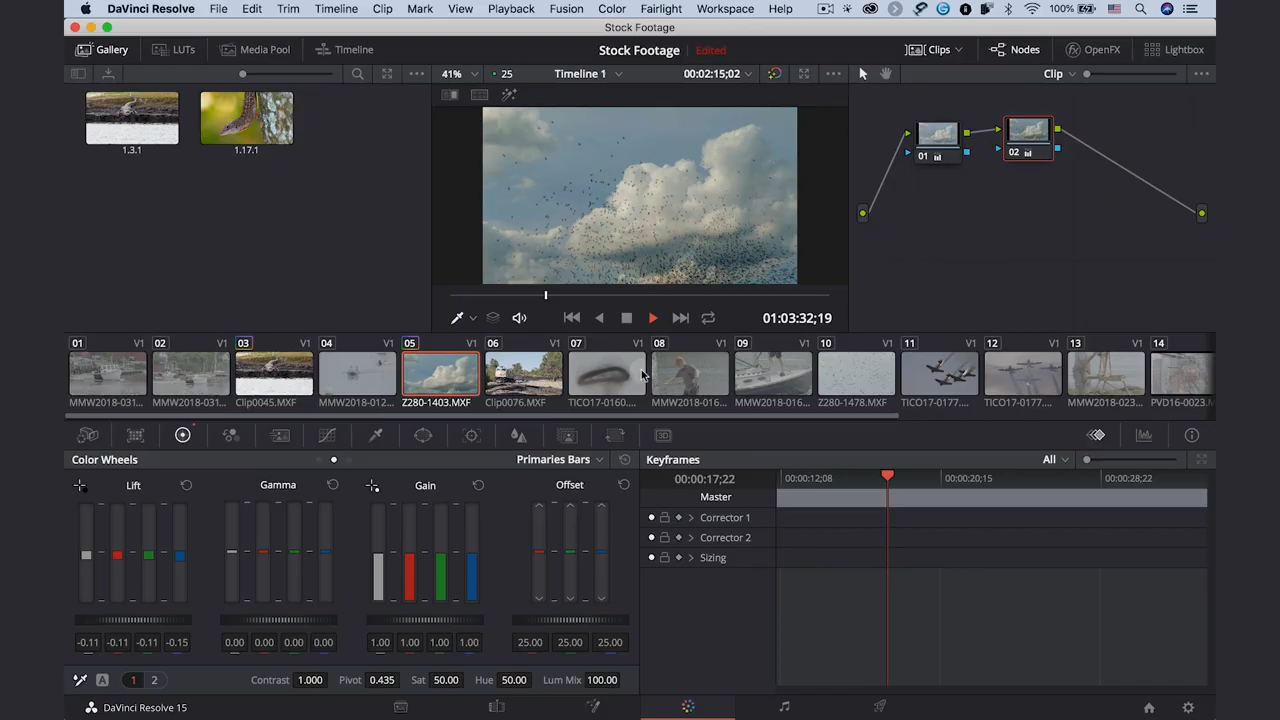 DaVinci Resolve File Edit Trim Timeline Clip Mark View Playback Fusion Color Fairlight Workspace Help 100%
Stock Footage
Gallery LUTs Media Pool Timeline Stock Footage Edited Clips Nodes OpenFX Lightbox
41% 25 Timeline 1 00:02:15;02 Clip
1.3.1 1.17.1
01 02
01:03:32;19
01 V1 02 V1 03 V1 04 V1 05 V1 06 V1 07 V1 08 V1 09 V1 10 V1 11 V1 12 V1 13 V1 14
MMW2018-031... MMW2018-031... Clip0045.MXF MMW2018-012... Z280-1403.MXF Clip0076.MXF TICO17-0160.... MMW2018-016... MMW2018-016... Z280-1478.MXF TICO17-0177.... TICO17-0177.... MMW2018-023... PVD16-0023.M
3D
Color Wheels Primaries Bars Keyframes All
Lift Gamma Gain Offset
00:00:17;22 00:00:12;08 00:00:20;15 00:00:28;22
Master
Corrector 1
Corrector 2
Sizing
-0.11 -0.11 -0.11 -0.15 0.00 0.00 0.00 0.00 1.00 1.00 1.00 1.00 25.00 25.00 25.00
A 1 2 Contrast 1.000 Pivot 0.435 Sat 50.00 Hue 50.00 Lum Mix 100.00
DaVinci Resolve 15